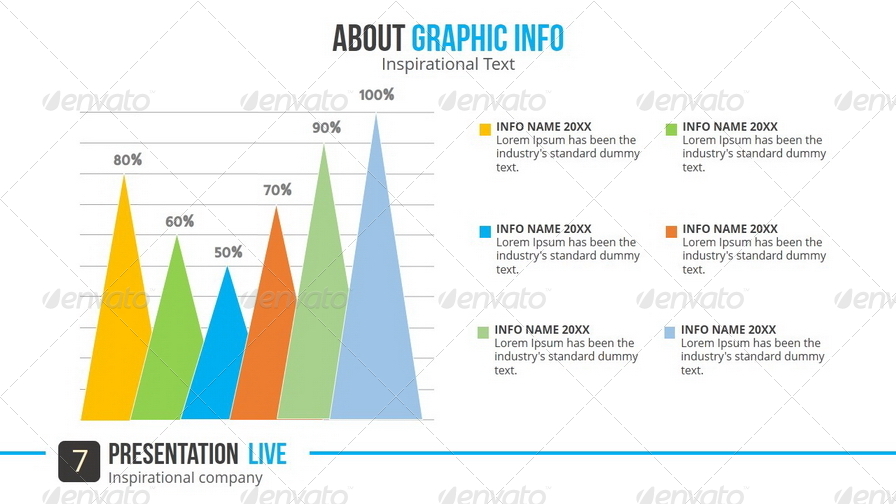 ABOUT GRAPHIC INFO
Inspirational Text
100%
90%
80%
70%
60%
50%
INFO NAME 20XX
Lorem Ipsum has been the
industry's standard dummy
text.
INFO NAME 20XX
Lorem Ipsum has been the
industry's standard dummy
text.
INFO NAME 20XX
Lorem Ipsum has been the
industry's standard dummy
text.
INFO NAME 20XX
Lorem Ipsum has been the
industry's standard dummy
text.
INFO NAME 20XX
Lorem Ipsum has been the
industry's standard dummy
text.
INFO NAME 20XX
Lorem Ipsum has been the
industry's standard dummy
text.
7
PRESENTATION LIVE
Inspirational company
envato